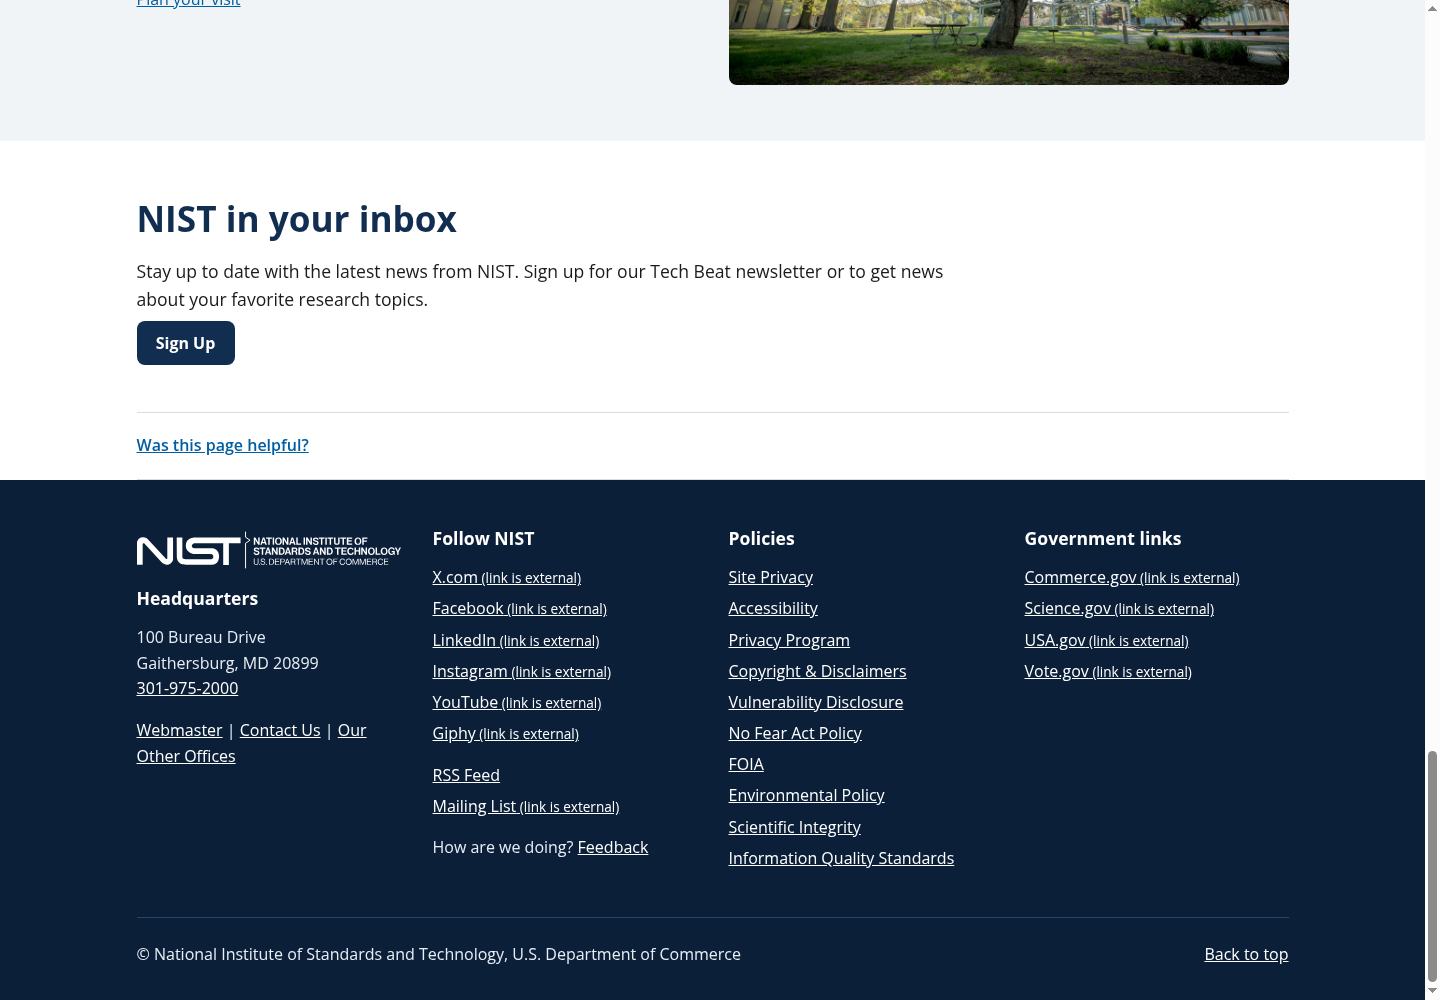 Plan your visit
NIST in your inbox
Stay up to date with the latest news from NIST. Sign up for our Tech Beat newsletter or to get news
about your favorite research topics.
Sign Up
Was this page helpful?
NIST NATIONAL INSTITUTE OF
STANDARDS AND TECHNOLOGY
U.S. DEPARTMENT OF COMMERCE
Headquarters
100 Bureau Drive
Gaithersburg, MD 20899
301-975-2000
Webmaster | Contact Us | Our
Other Offices
Follow NIST
X.com (link is external)
Facebook (link is external)
LinkedIn (link is external)
Instagram (link is external)
YouTube (link is external)
Giphy (link is external)
RSS Feed
Mailing List (link is external)
How are we doing? Feedback
Policies
Site Privacy
Accessibility
Privacy Program
Copyright & Disclaimers
Vulnerability Disclosure
No Fear Act Policy
FOIA
Environmental Policy
Scientific Integrity
Information Quality Standards
Government links
Commerce.gov (link is external)
Science.gov (link is external)
USA.gov (link is external)
Vote.gov (link is external)
© National Institute of Standards and Technology, U.S. Department of Commerce
Back to top